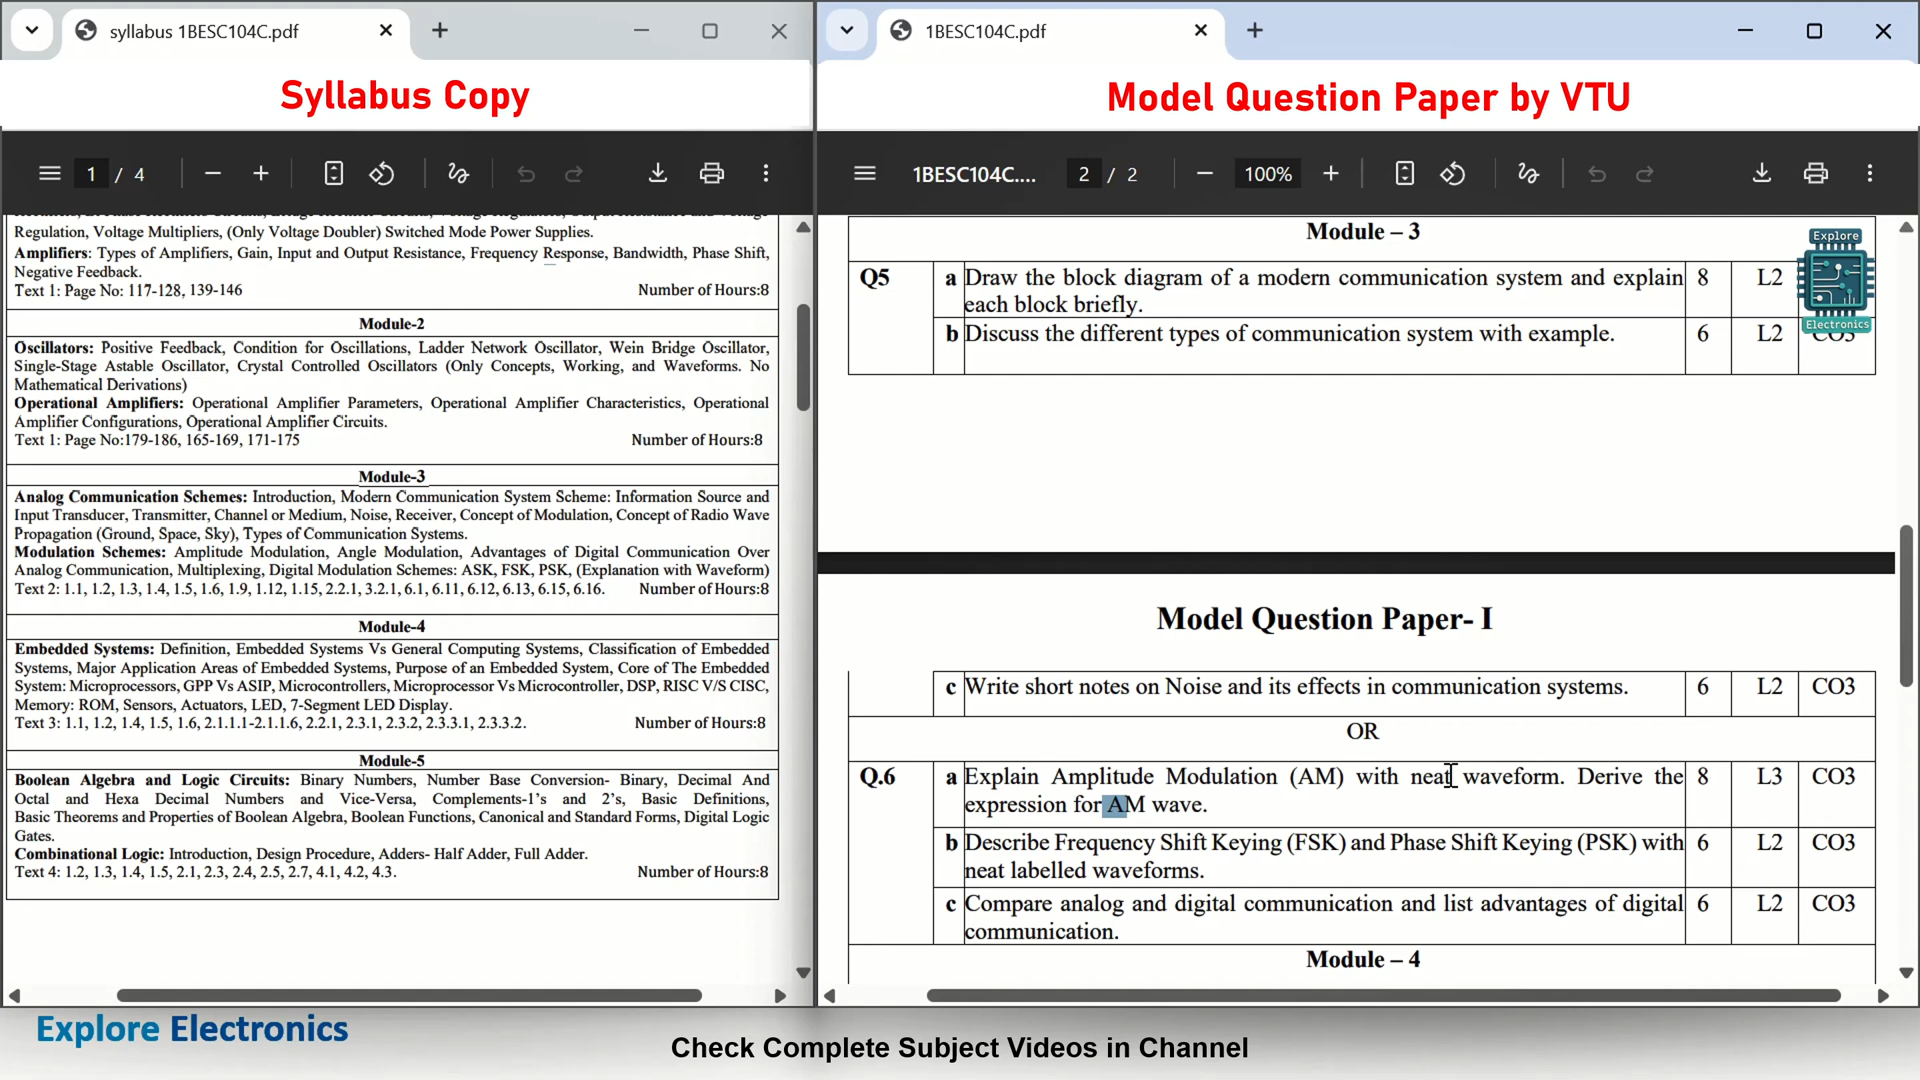 syllabus 1BESC104C.pdf
1BESC104C.pdf
Syllabus Copy
Model Question Paper by VTU
1 / 4
1BESC104C.... 2 / 2 100%
Regulation, Voltage Multipliers, (Only Voltage Doubler) Switched Mode Power Supplies.
Amplifiers: Types of Amplifiers, Gain, Input and Output Resistance, Frequency Response, Bandwidth, Phase Shift,
Negative Feedback.
Text 1: Page No: 117-128, 139-146 Number of Hours:8
Module-2
Oscillators: Positive Feedback, Condition for Oscillations, Ladder Network Oscillator, Wein Bridge Oscillator,
Single-Stage Astable Oscillator, Crystal Controlled Oscillators (Only Concepts, Working, and Waveforms. No
Mathematical Derivations)
Operational Amplifiers: Operational Amplifier Parameters, Operational Amplifier Characteristics, Operational
Amplifier Configurations, Operational Amplifier Circuits.
Text 1: Page No:179-186, 165-169, 171-175 Number of Hours:8
Module-3
Analog Communication Schemes: Introduction, Modern Communication System Scheme: Information Source and
Input Transducer, Transmitter, Channel or Medium, Noise, Receiver, Concept of Modulation, Concept of Radio Wave
Propagation (Ground, Space, Sky), Types of Communication Systems.
Modulation Schemes: Amplitude Modulation, Angle Modulation, Advantages of Digital Communication Over
Analog Communication, Multiplexing, Digital Modulation Schemes: ASK, FSK, PSK, (Explanation with Waveform)
Text 2: 1.1, 1.2, 1.3, 1.4, 1.5, 1.6, 1.9, 1.12, 1.15, 2.2.1, 3.2.1, 6.1, 6.11, 6.12, 6.13, 6.15, 6.16. Number of Hours:8
Module-4
Embedded Systems: Definition, Embedded Systems Vs General Computing Systems, Classification of Embedded
Systems, Major Application Areas of Embedded Systems, Purpose of an Embedded System, Core of The Embedded
System: Microprocessors, GPP Vs ASIP, Microcontrollers, Microprocessor Vs Microcontroller, DSP, RISC V/S CISC,
Memory: ROM, Sensors, Actuators, LED, 7-Segment LED Display.
Text 3: 1.1, 1.2, 1.4, 1.5, 1.6, 2.1.1.1-2.1.1.6, 2.2.1, 2.3.1, 2.3.2, 2.3.3.1, 2.3.3.2. Number of Hours:8
Module-5
Boolean Algebra and Logic Circuits: Binary Numbers, Number Base Conversion- Binary, Decimal And
Octal and Hexa Decimal Numbers and Vice-Versa, Complements-1's and 2's, Basic Definitions,
Basic Theorems and Properties of Boolean Algebra, Boolean Functions, Canonical and Standard Forms, Digital Logic
Gates.
Combinational Logic: Introduction, Design Procedure, Adders- Half Adder, Full Adder.
Text 4: 1.2, 1.3, 1.4, 1.5, 2.1, 2.3, 2.4, 2.5, 2.7, 4.1, 4.2, 4.3. Number of Hours:8
Module – 3
Q5 a Draw the block diagram of a modern communication system and explain 8 L2
each block briefly.
b Discuss the different types of communication system with example. 6 L2 CO3
Explore
Electronics
Model Question Paper- I
c Write short notes on Noise and its effects in communication systems. 6 L2 CO3
OR
Q.6 a Explain Amplitude Modulation (AM) with neat waveform. Derive the 8 L3 CO3
expression for AM wave.
b Describe Frequency Shift Keying (FSK) and Phase Shift Keying (PSK) with 6 L2 CO3
neat labelled waveforms.
c Compare analog and digital communication and list advantages of digital 6 L2 CO3
communication.
Module – 4
Explore Electronics
Check Complete Subject Videos in Channel